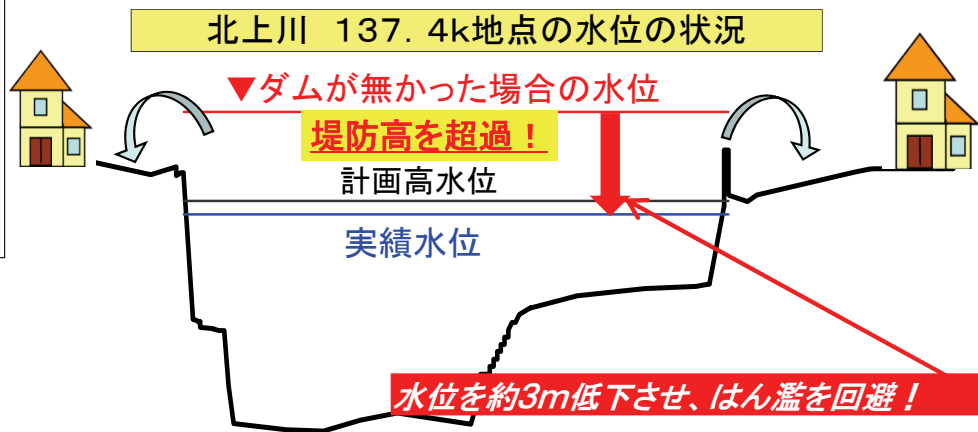 北上川　１３７．４ｋ地点の水位の状況
▼ダムが無かった場合の水位
堤防高を超過！
計画高水位
実績水位
水位を約3m低下させ、はん濫を回避！